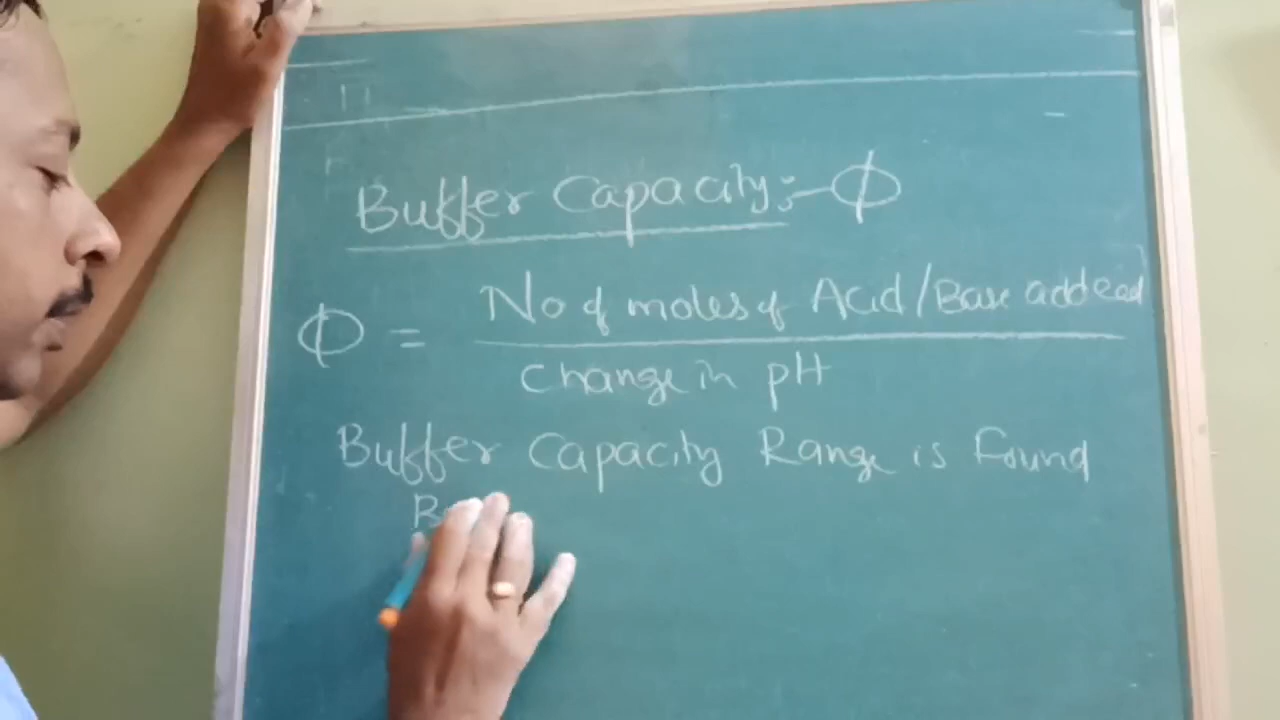 Buffer Capacity:- Φ
Φ = No of moles of Acid/Base added
Change in pH
Buffer Capacity Range is Found